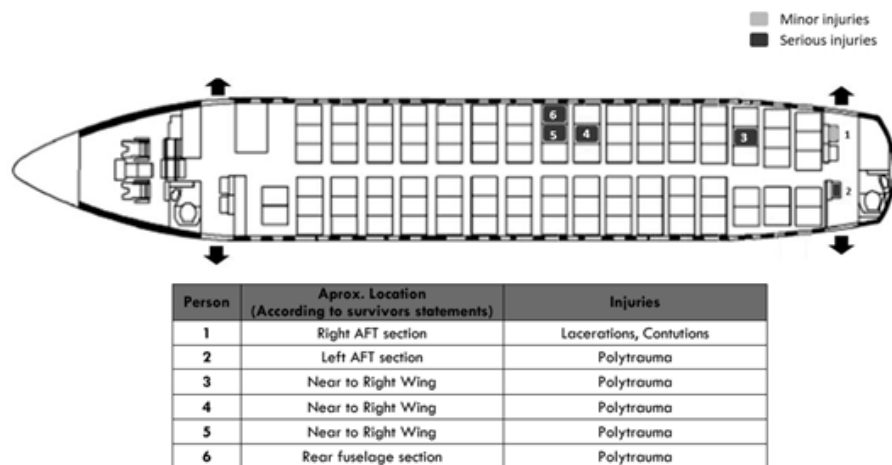 Minor injuries
Serious injuries
6
5
4
3
1
2
Person Aprox. Location (According to survivors statements) Injuries
1 Right AFT section Lacerations, Contutions
2 Left AFT section Polytrauma
3 Near to Right Wing Polytrauma
4 Near to Right Wing Polytrauma
5 Near to Right Wing Polytrauma
6 Rear fuselage section Polytrauma